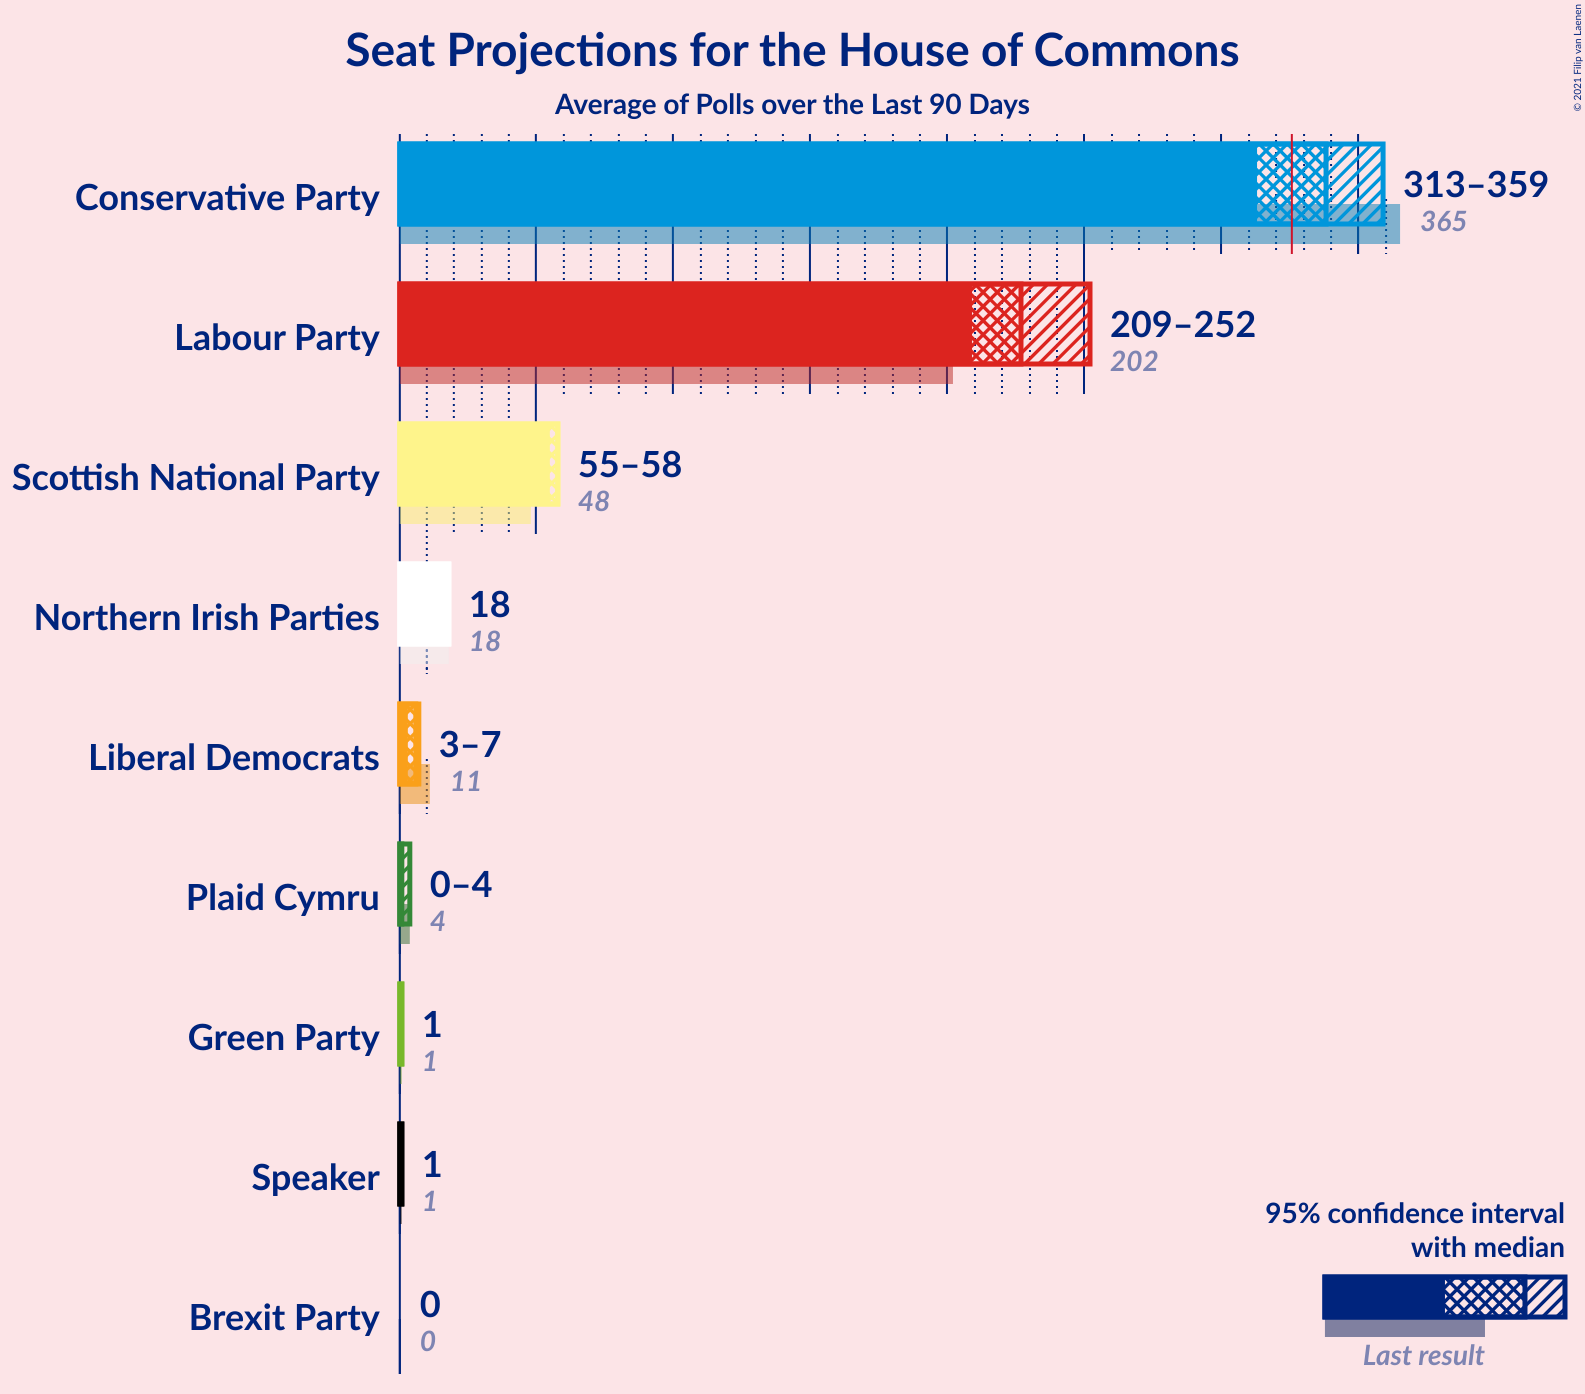 Seat Projections for the House of Commons
Average of Polls over the Last 90 Days
© 2021 Filip van Laenen
Conservative Party
313–359
365
Labour Party
209–252
202
Scottish National Party
55–58
48
Northern Irish Parties
18
18
Liberal Democrats
3–7
11
Plaid Cymru
0–4
4
Green Party
1
1
Speaker
1
1
Brexit Party
0
0
95% confidence interval
with median
Last result